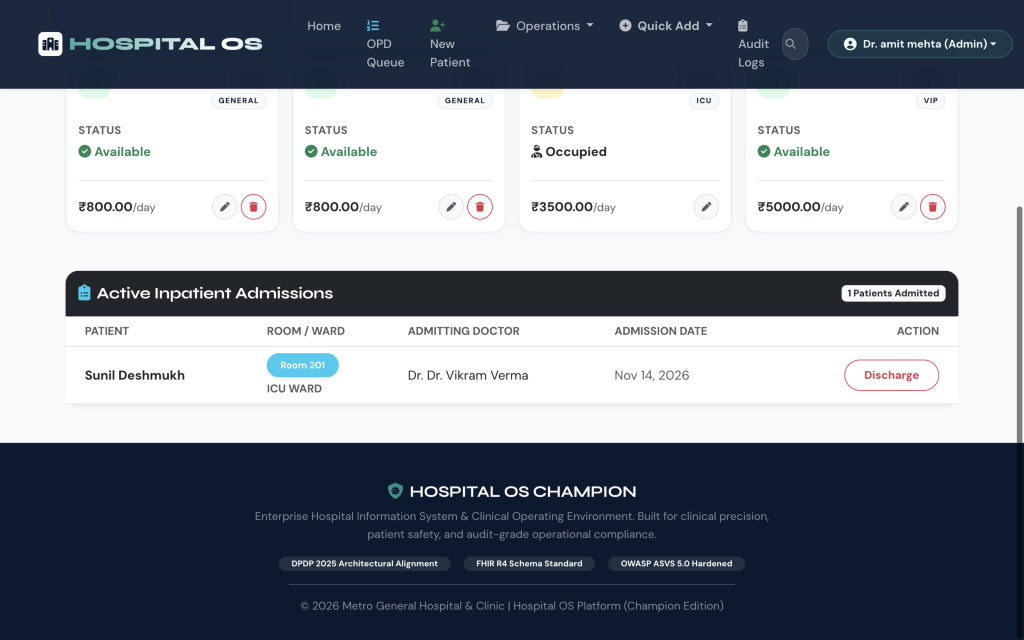 HOSPITAL OS
Home
OPD
Queue
New
Patient
Operations
Quick Add
Audit
Logs
Dr. amit mehta (Admin)
GENERAL
STATUS
Available
₹800.00/day
GENERAL
STATUS
Available
₹800.00/day
ICU
STATUS
Occupied
₹3500.00/day
VIP
STATUS
Available
₹5000.00/day
Active Inpatient Admissions
1 Patients Admitted
PATIENT ROOM / WARD ADMITTING DOCTOR ADMISSION DATE ACTION
Sunil Deshmukh
Room 201
ICU WARD
Dr. Dr. Vikram Verma
Nov 14, 2026
Discharge
HOSPITAL OS CHAMPION
Enterprise Hospital Information System & Clinical Operating Environment. Built for clinical precision,
patient safety, and audit-grade operational compliance.
DPDP 2025 Architectural Alignment FHIR R4 Schema Standard OWASP ASVS 5.0 Hardened
© 2026 Metro General Hospital & Clinic | Hospital OS Platform (Champion Edition)